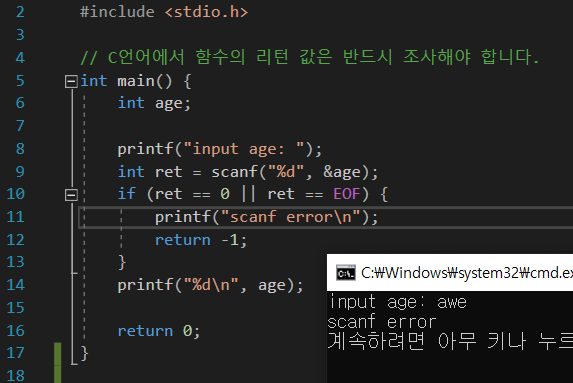 2 #include <stdio.h>
3
4 // C언어에서 함수의 리턴 값은 반드시 조사해야 합니다.
5 int main() {
6 int age;
7
8 printf("input age: ");
9 int ret = scanf("%d", &age);
10 if (ret == 0 || ret == EOF) {
11 printf("scanf error\n");
12 return -1;
13 }
14 printf("%d\n", age);
15
16 return 0;
17 }
18
C:₩Windows₩system32₩cmd.ex
input age: awe
scanf error
계속하려면 아무 키나 누르